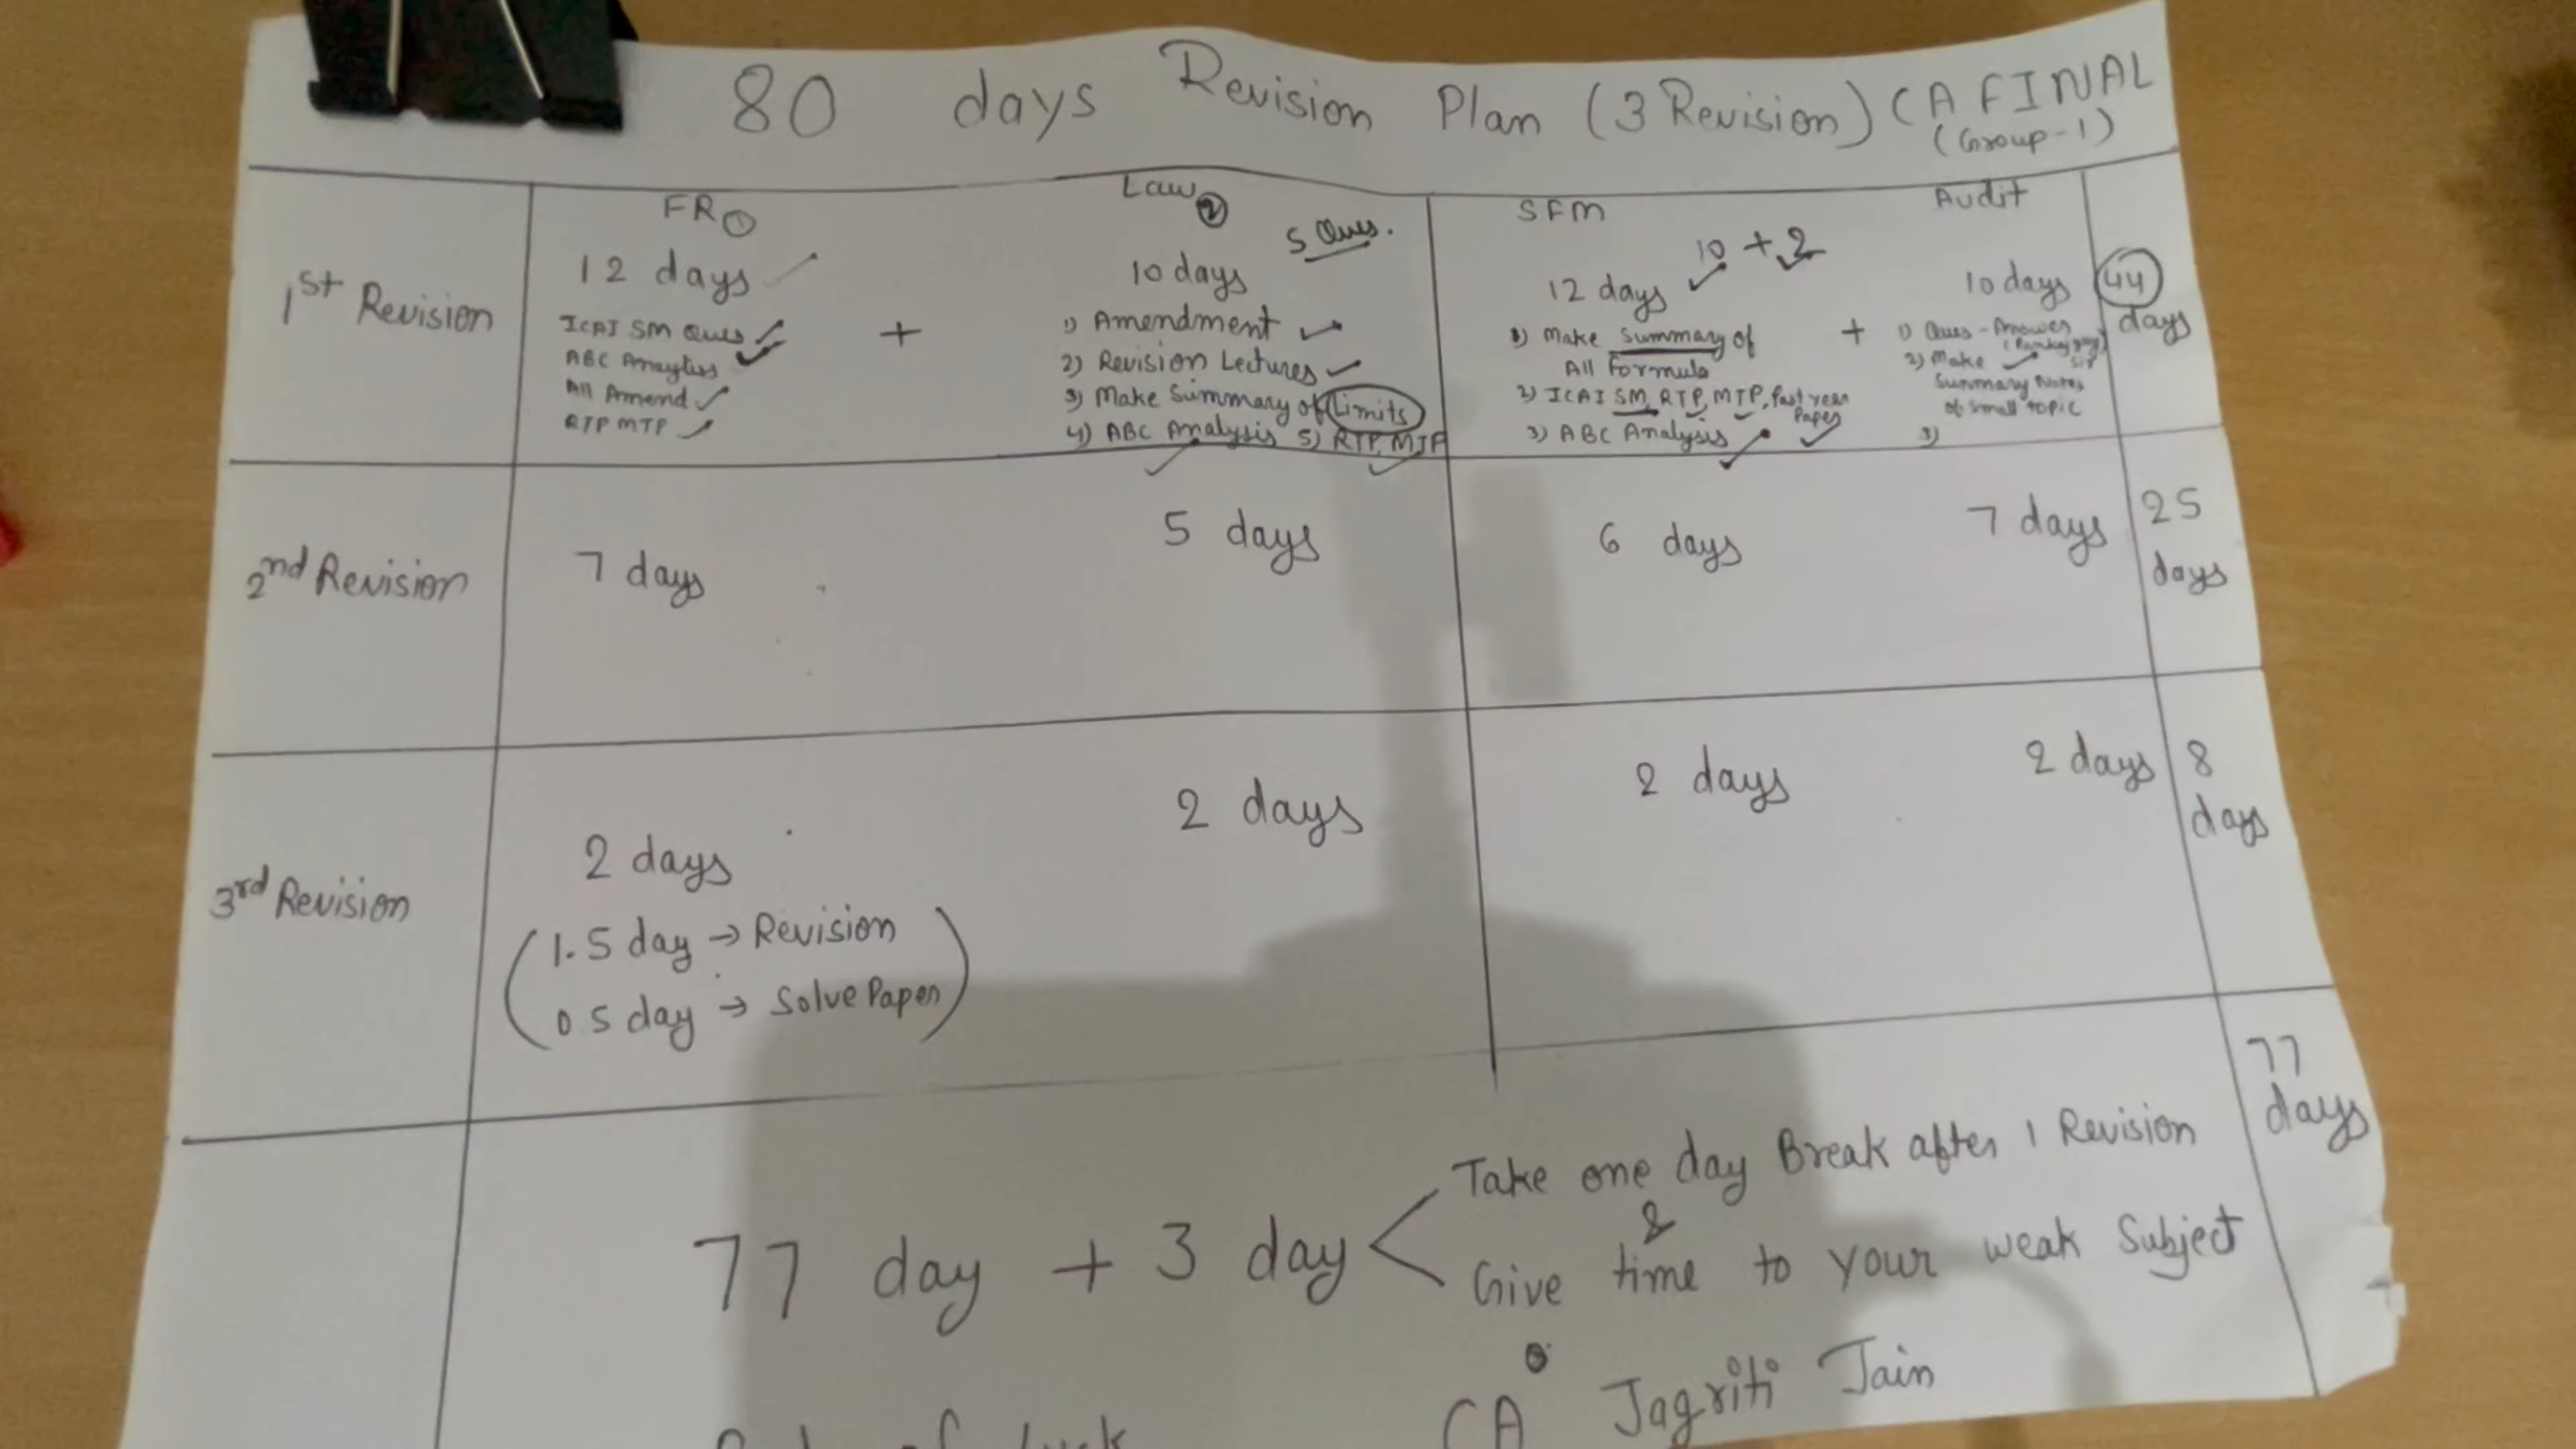 80 days Revision Plan (3 Revision) CA FINAL
(Group-1)
1st Revision
FR ①
12 days
ICAI SM Ques
ABC Anaytiss
All Amend
RTP MTP
+
Law ②
5 Ques.
10 days
1) Amendment
2) Revision Lectures
3) Make Summary of Limits
4) ABC Analysis 5) RTP, MTP
SFM
10 + 2
12 days
1) Make Summary of
All Formula
2) ICAI SM, RTP, MTP, Past year
Paper
3) ABC Analysis
+
Audit
10 days
1) Ques - Answer
2) Make
Summary Notes
of Small topic
3)
44
days
2nd Revision
7 days
5 days
6 days
7 days
25
days
3rd Revision
2 days
(1.5 day → Revision
0.5 day → Solve Paper)
2 days
2 days
2 days
8
days
77
days
77 day + 3 day
Take one day Break after 1 Revision
&
Give time to your weak Subject
CA Jagriti Jain